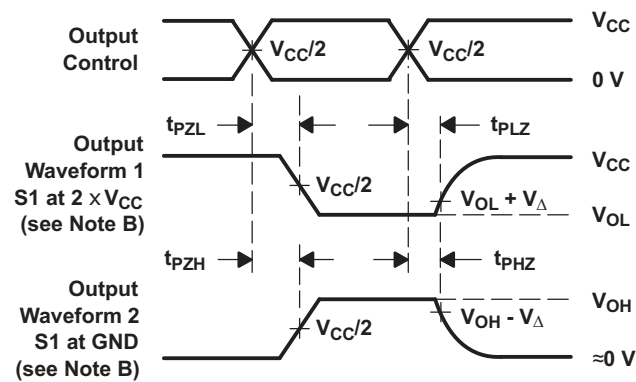 Output
Control
V_CC/2
V_CC/2
V_CC
0 V
t_PZL
t_PLZ
Output
Waveform 1
S1 at 2 x V_CC
(see Note B)
V_CC/2
V_OL + V_Δ
V_CC
V_OL
t_PZH
t_PHZ
Output
Waveform 2
S1 at GND
(see Note B)
V_CC/2
V_OH - V_Δ
V_OH
≈0 V